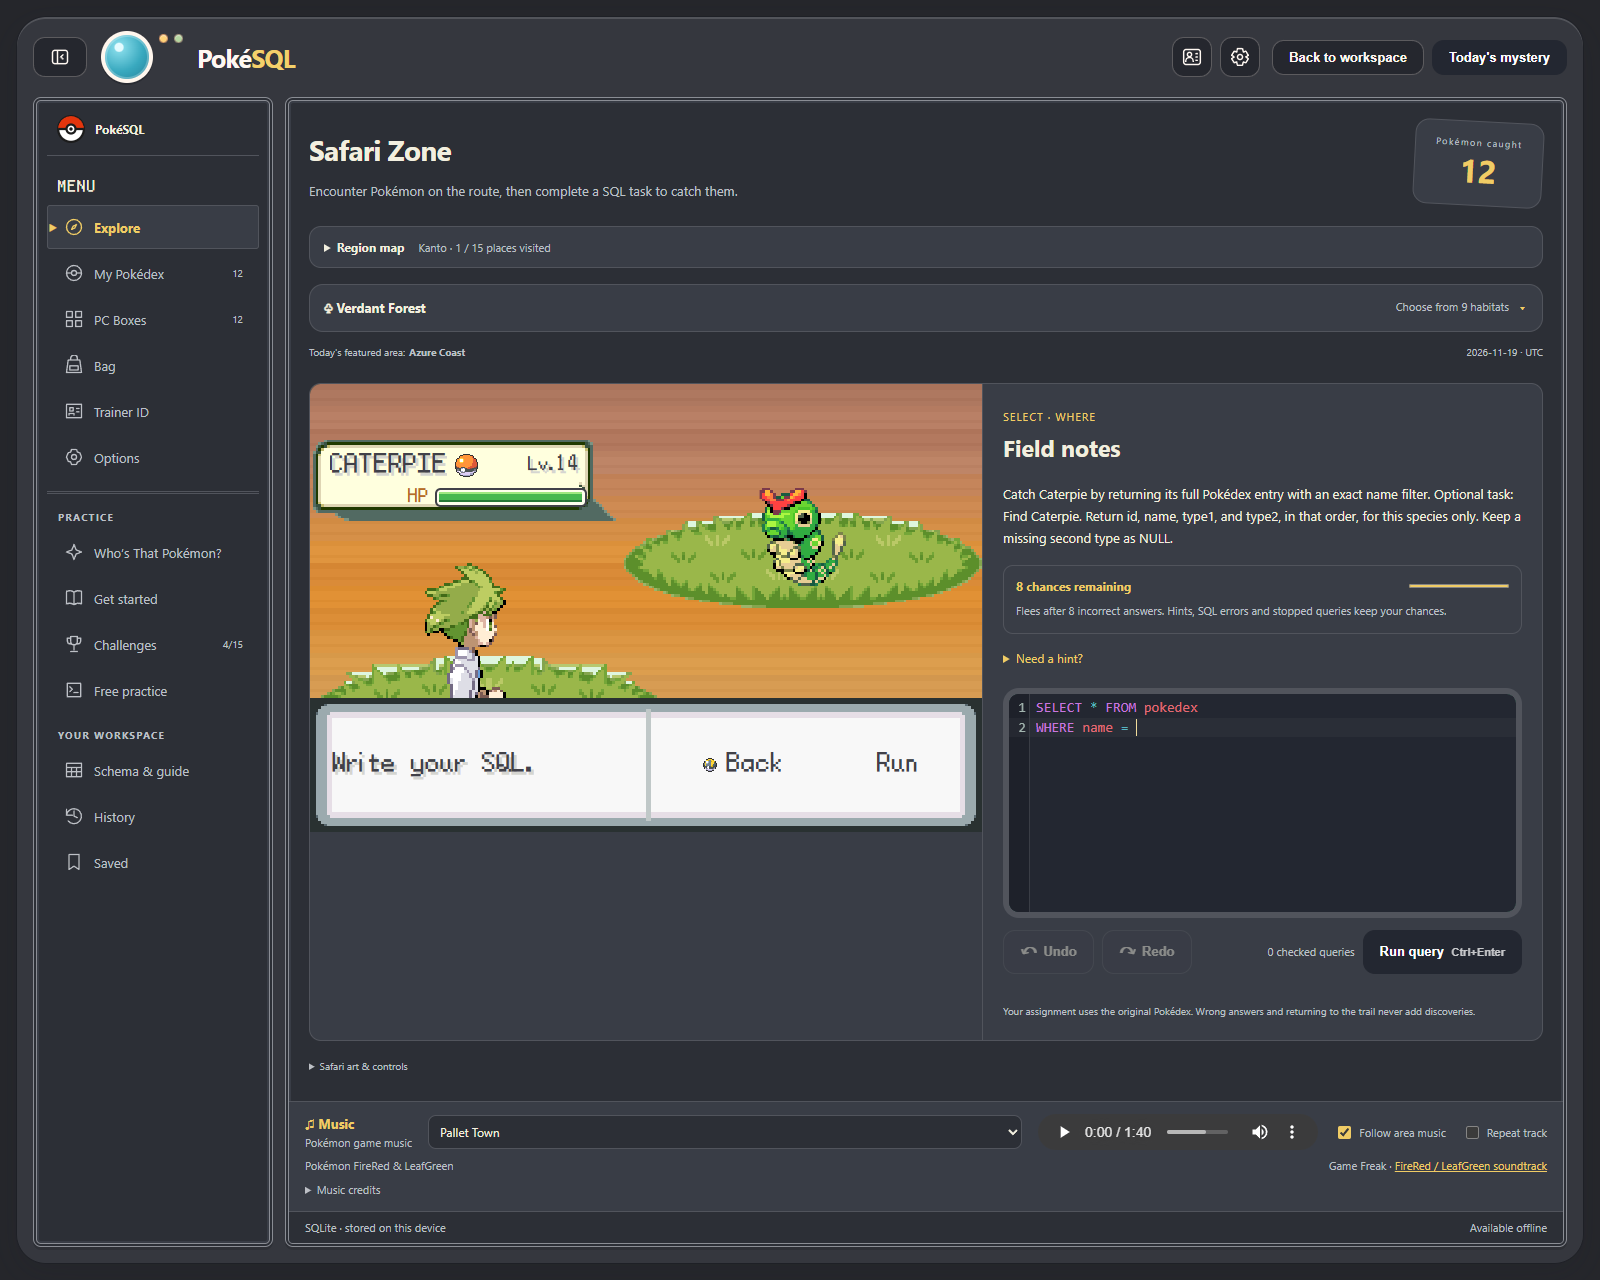 PokéSQL
Back to workspace
Today's mystery
PokéSQL
MENU
Explore
My Pokédex 12
PC Boxes 12
Bag
Trainer ID
Options
PRACTICE
Who's That Pokémon?
Get started
Challenges 4/15
Free practice
YOUR WORKSPACE
Schema & guide
History
Saved
Safari Zone
Encounter Pokémon on the route, then complete a SQL task to catch them.
Pokémon caught
12
Region map Kanto · 1 / 15 places visited
Verdant Forest Choose from 9 habitats
Today's featured area: Azure Coast 2026-11-19 · UTC
CATERPIE Lv.14
HP
Write your SQL. Back Run
SELECT · WHERE
Field notes
Catch Caterpie by returning its full Pokédex entry with an exact name filter. Optional task:
Find Caterpie. Return id, name, type1, and type2, in that order, for this species only. Keep a
missing second type as NULL.
8 chances remaining
Flees after 8 incorrect answers. Hints, SQL errors and stopped queries keep your chances.
Need a hint?
1 SELECT * FROM pokedex
2 WHERE name =
Undo Redo 0 checked queries Run query Ctrl+Enter
Your assignment uses the original Pokédex. Wrong answers and returning to the trail never add discoveries.
Safari art & controls
Music
Pokémon game music
Pallet Town
0:00 / 1:40
Follow area music
Repeat track
Pokémon FireRed & LeafGreen
Game Freak · FireRed / LeafGreen soundtrack
Music credits
SQLite · stored on this device
Available offline